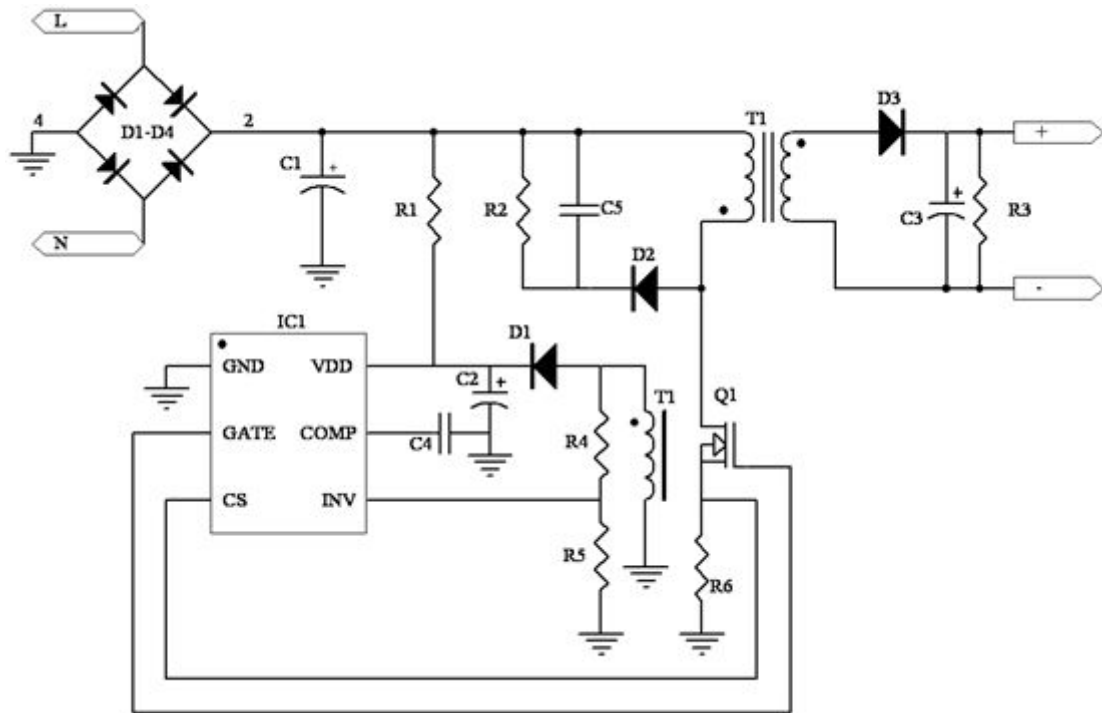 L
4
D1-D4
2
N
C1
+
R1
R2
C5
T1
D3
+
C3
+
R3
-
D2
IC1
GND
VDD
GATE
COMP
CS
INV
C2
+
C4
D1
R4
T1
Q1
R5
R6